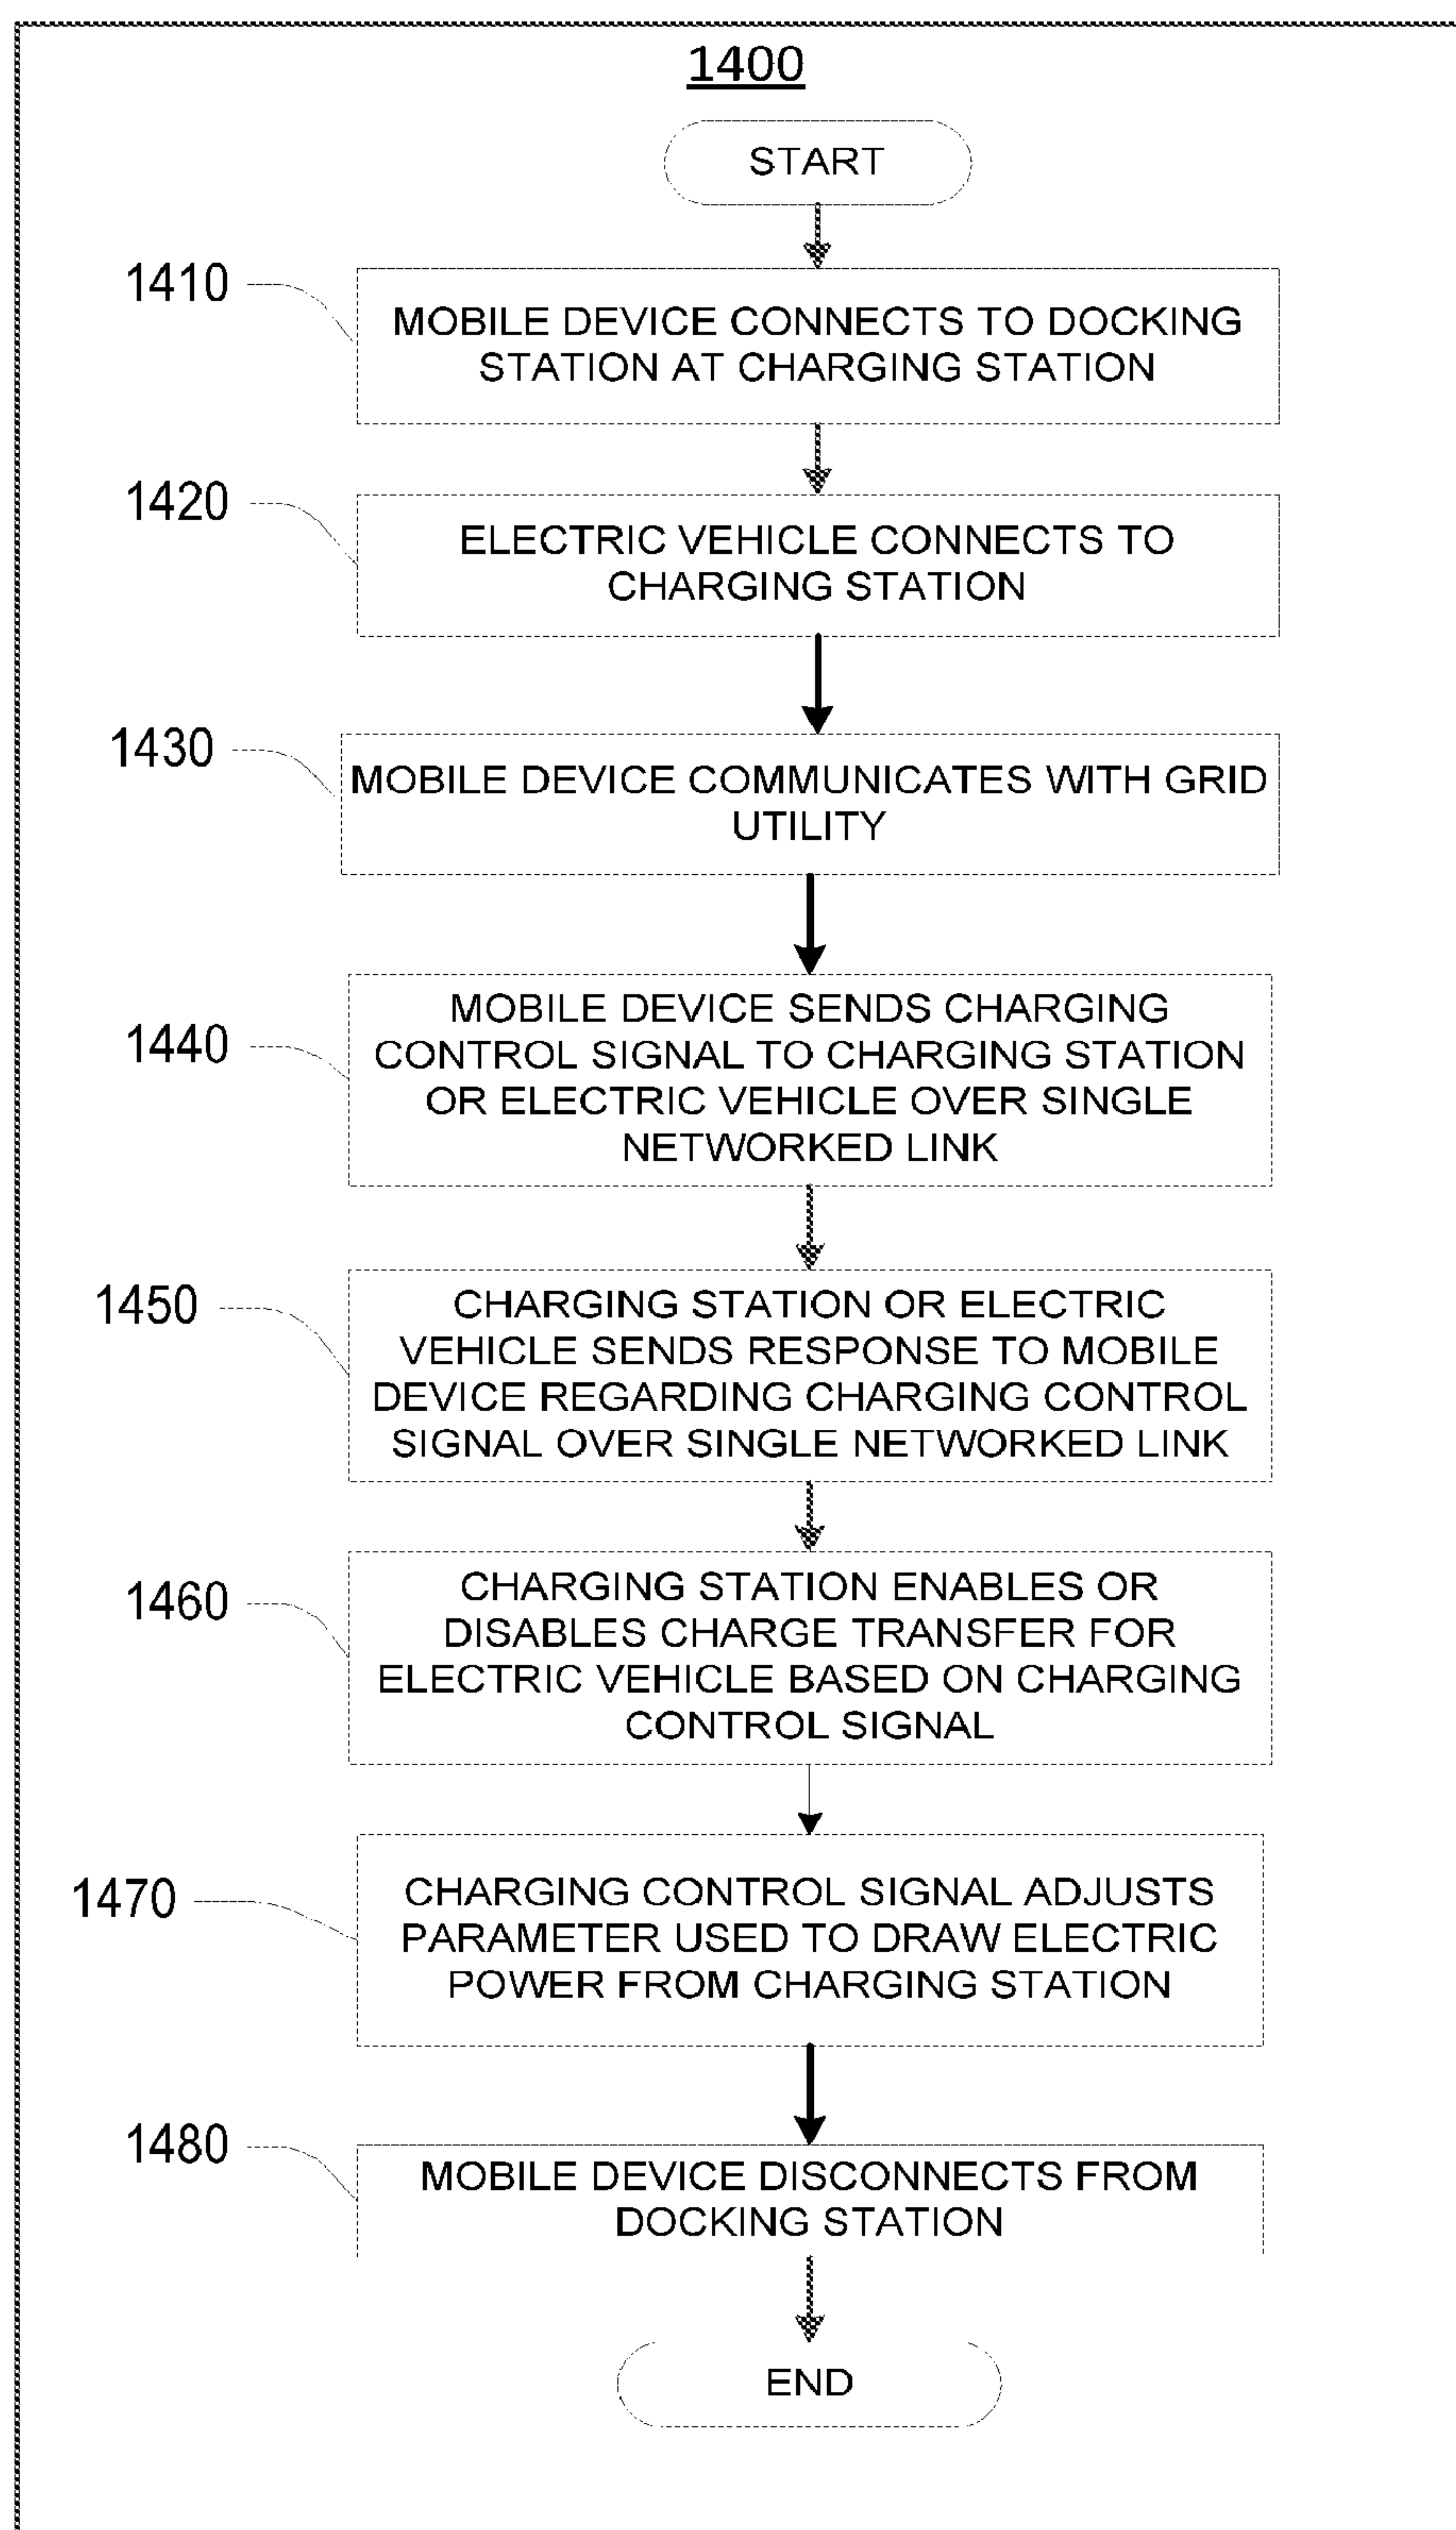 1400
START
1410
MOBILE DEVICE CONNECTS TO DOCKING
STATION AT CHARGING STATION
1420
ELECTRIC VEHICLE CONNECTS TO
CHARGING STATION
1430
MOBILE DEVICE COMMUNICATES WITH GRID
UTILITY
1440
MOBILE DEVICE SENDS CHARGING
CONTROL SIGNAL TO CHARGING STATION
OR ELECTRIC VEHICLE OVER SINGLE
NETWORKED LINK
1450
CHARGING STATION OR ELECTRIC
VEHICLE SENDS RESPONSE TO MOBILE
DEVICE REGARDING CHARGING CONTROL
SIGNAL OVER SINGLE NETWORKED LINK
1460
CHARGING STATION ENABLES OR
DISABLES CHARGE TRANSFER FOR
ELECTRIC VEHICLE BASED ON CHARGING
CONTROL SIGNAL
1470
CHARGING CONTROL SIGNAL ADJUSTS
PARAMETER USED TO DRAW ELECTRIC
POWER FROM CHARGING STATION
1480
MOBILE DEVICE DISCONNECTS FROM
DOCKING STATION
END